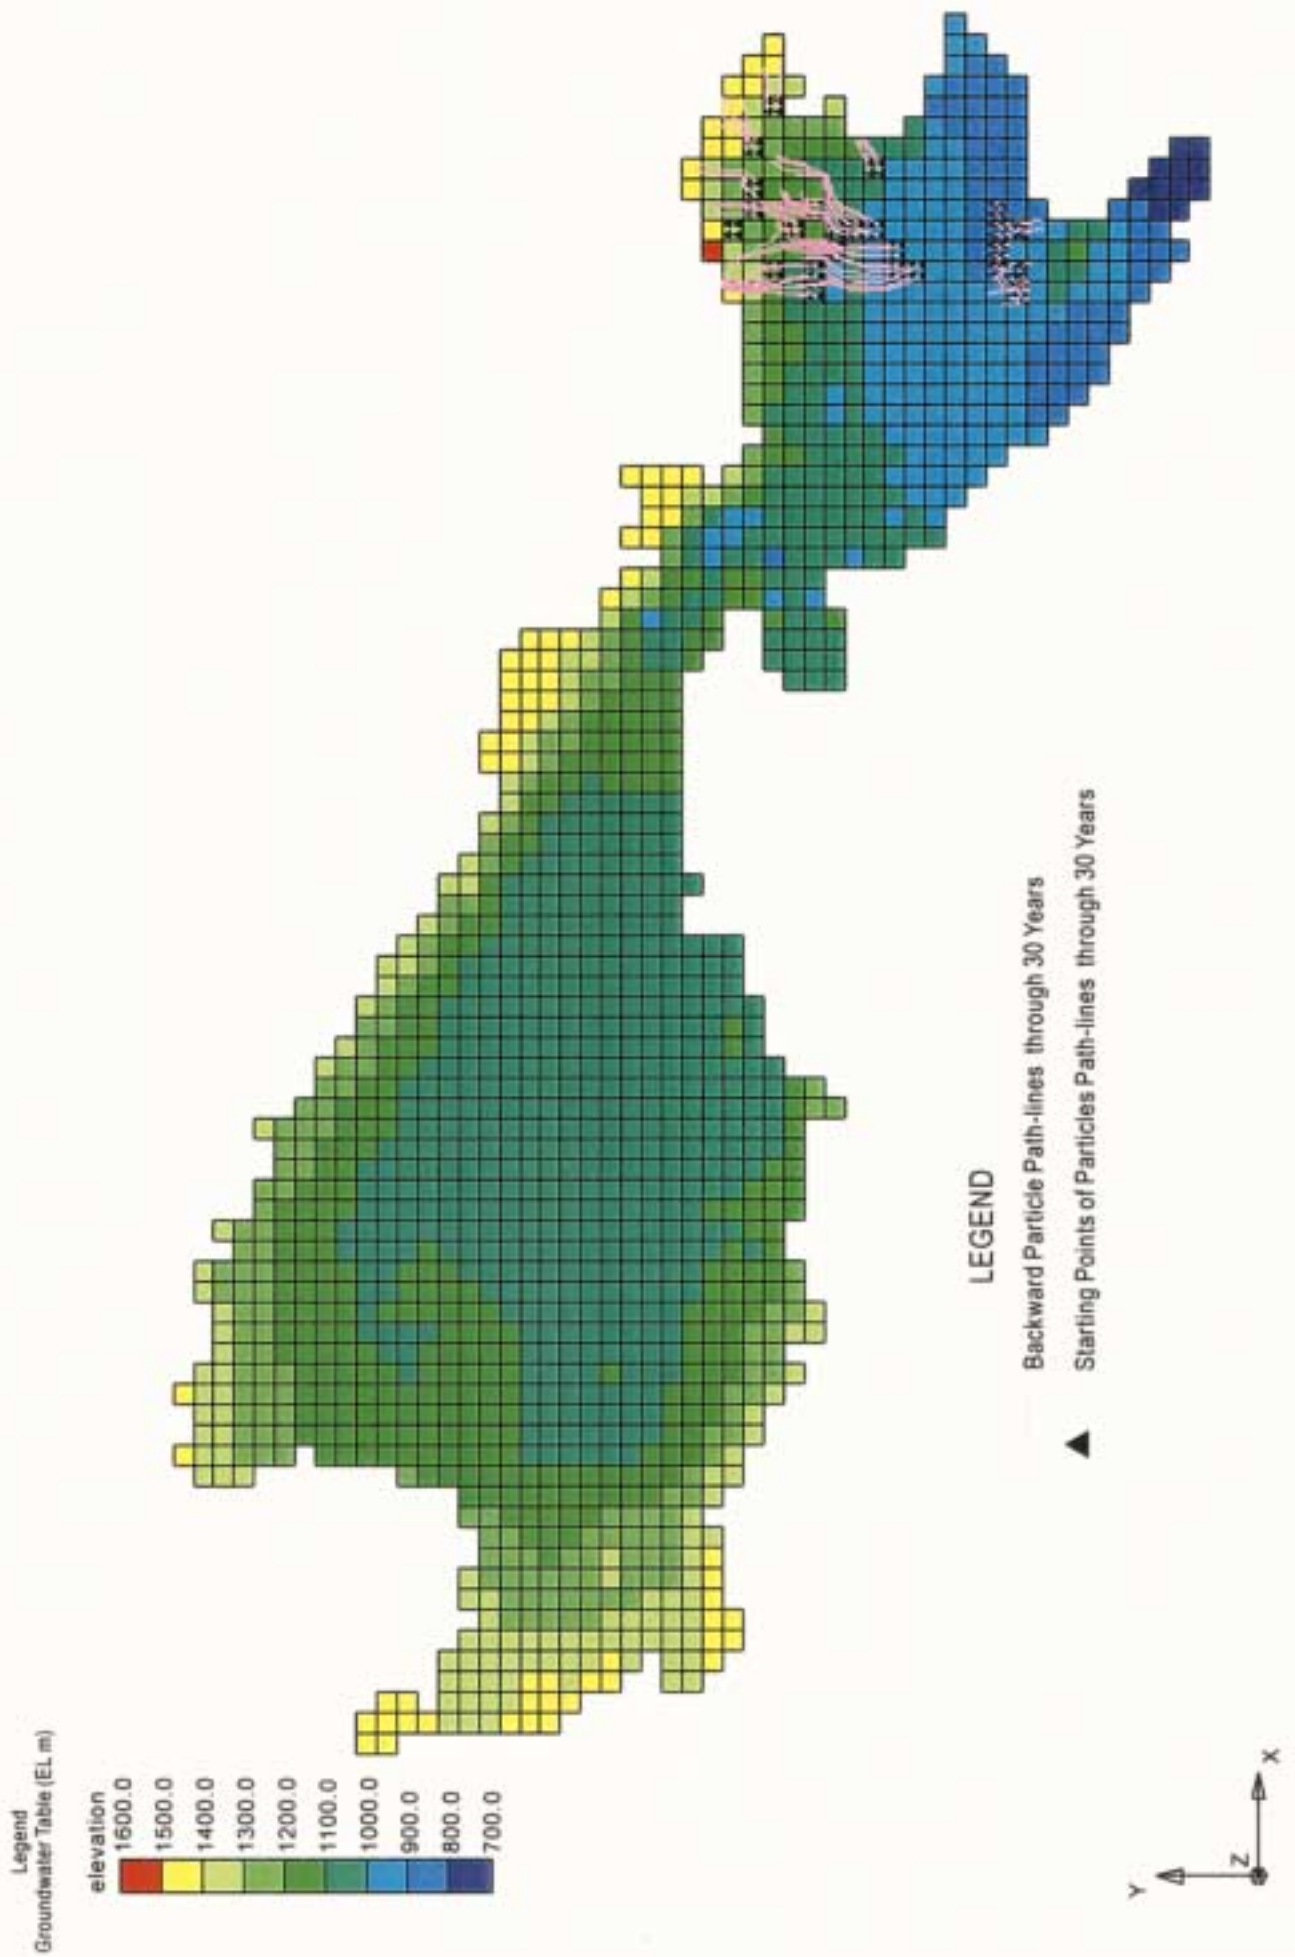 Legend
Groundwater Table (EL m)
elevation
1600.0
1500.0
1400.0
1300.0
1200.0
1100.0
1000.0
900.0
800.0
700.0
LEGEND
Backward Particle Path-lines through 30 Years
Starting Points of Particles Path-lines through 30 Years
Y
Z
X